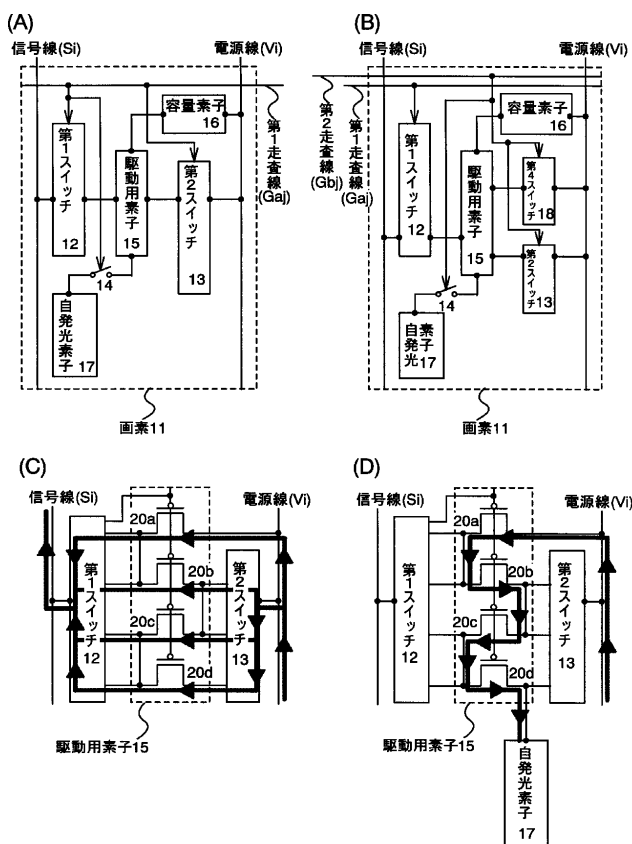 (A)
信号線(Si)
電源線(Vi)
第1走査線(Gaj)
容量素子
16
第1スイッチ
12
駆動用素子
15
第2スイッチ
13
14
自発光素子
17
画素11
(B)
信号線(Si)
電源線(Vi)
第2走査線(Gbj)
第1走査線(Gaj)
容量素子
16
第1スイッチ
12
駆動用素子
15
第4スイッチ
18
第2スイッチ
13
14
自発光素子
17
画素11
(C)
信号線(Si)
電源線(Vi)
20a
20b
20c
20d
第1スイッチ
12
第2スイッチ
13
駆動用素子15
(D)
信号線(Si)
電源線(Vi)
20a
20b
20c
20d
第1スイッチ
12
第2スイッチ
13
駆動用素子15
自発光素子
17